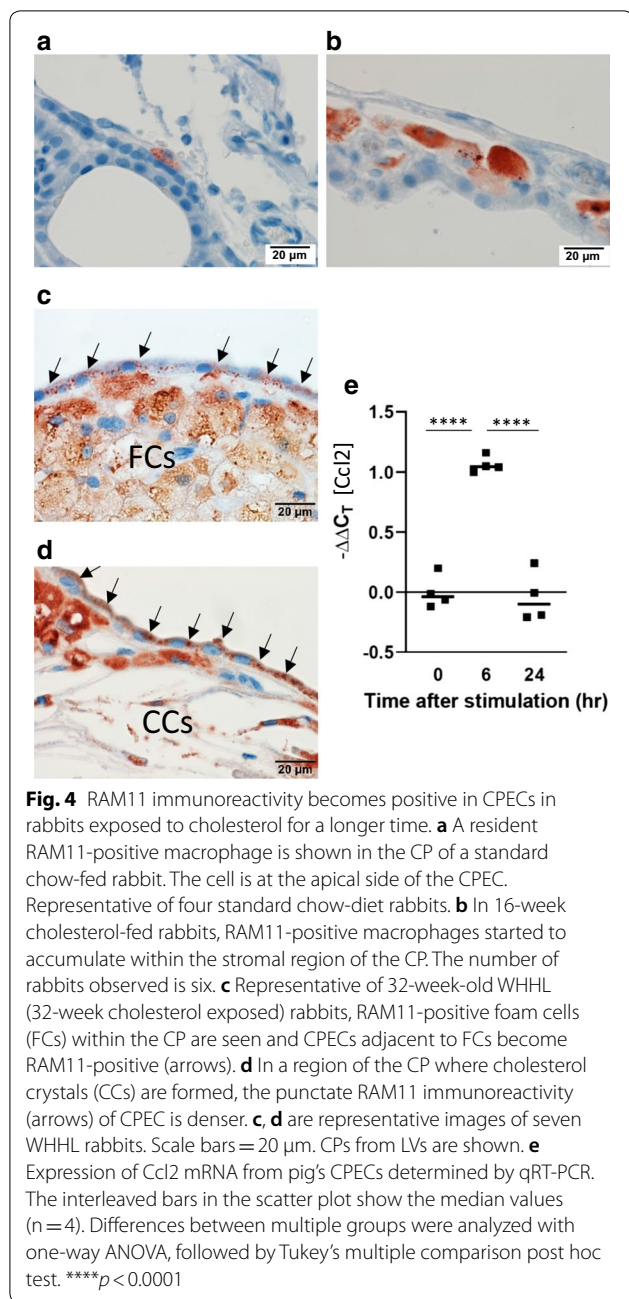 a
b
20 µm
20 µm
c
FCs
20 µm
d
CCs
20 µm
e
-ΔΔC_T [Ccl2]
1.5
1.0
0.5
0.0
-0.5
**** ****
0 6 24
Time after stimulation (hr)
Fig. 4 RAM11 immunoreactivity becomes positive in CPECs in
rabbits exposed to cholesterol for a longer time. a A resident
RAM11-positive macrophage is shown in the CP of a standard
chow-fed rabbit. The cell is at the apical side of the CPEC.
Representative of four standard chow-diet rabbits. b In 16-week
cholesterol-fed rabbits, RAM11-positive macrophages started to
accumulate within the stromal region of the CP. The number of
rabbits observed is six. c Representative of 32-week-old WHHL
(32-week cholesterol exposed) rabbits, RAM11-positive foam cells
(FCs) within the CP are seen and CPECs adjacent to FCs become
RAM11-positive (arrows). d In a region of the CP where cholesterol
crystals (CCs) are formed, the punctate RAM11 immunoreactivity
(arrows) of CPEC is denser. c, d are representative images of seven
WHHL rabbits. Scale bars = 20 µm. CPs from LVs are shown. e
Expression of Ccl2 mRNA from pig's CPECs determined by qRT-PCR.
The interleaved bars in the scatter plot show the median values
(n = 4). Differences between multiple groups were analyzed with
one-way ANOVA, followed by Tukey's multiple comparison post hoc
test. ****p < 0.0001